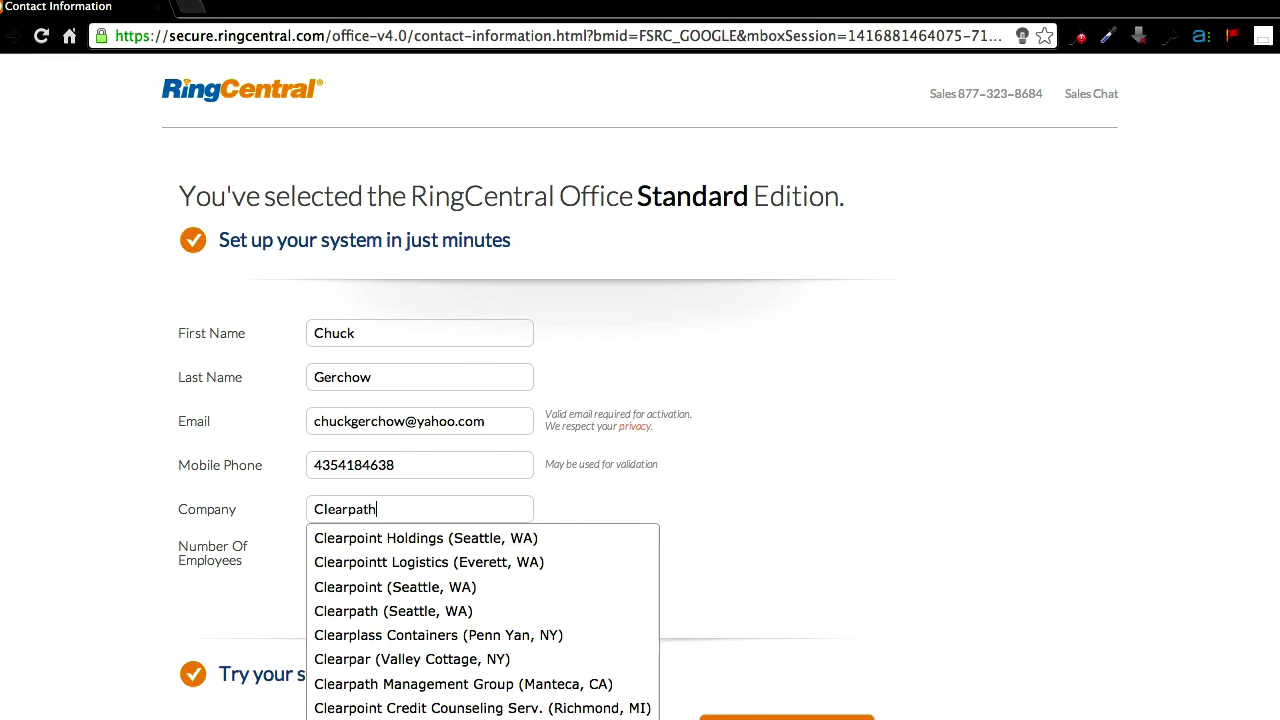 Contact Information
https://secure.ringcentral.com/office-v4.0/contact-information.html?bmid=FSRC_GOOGLE&mboxSession=1416881464075-71...
a:
RingCentral®
Sales 877-323-8684 Sales Chat
You've selected the RingCentral Office Standard Edition.
Set up your system in just minutes
First Name Chuck
Last Name Gerchow
Email chuckgerchow@yahoo.com
Valid email required for activation.
We respect your privacy.
Mobile Phone 4354184638 May be used for validation
Company Clearpath
Number Of
Employees
Clearpoint Holdings (Seattle, WA)
Clearpointt Logistics (Everett, WA)
Clearpoint (Seattle, WA)
Clearpath (Seattle, WA)
Clearplass Containers (Penn Yan, NY)
Clearpar (Valley Cottage, NY)
Clearpath Management Group (Manteca, CA)
Clearpoint Credit Counseling Serv. (Richmond, MI)
Try your s